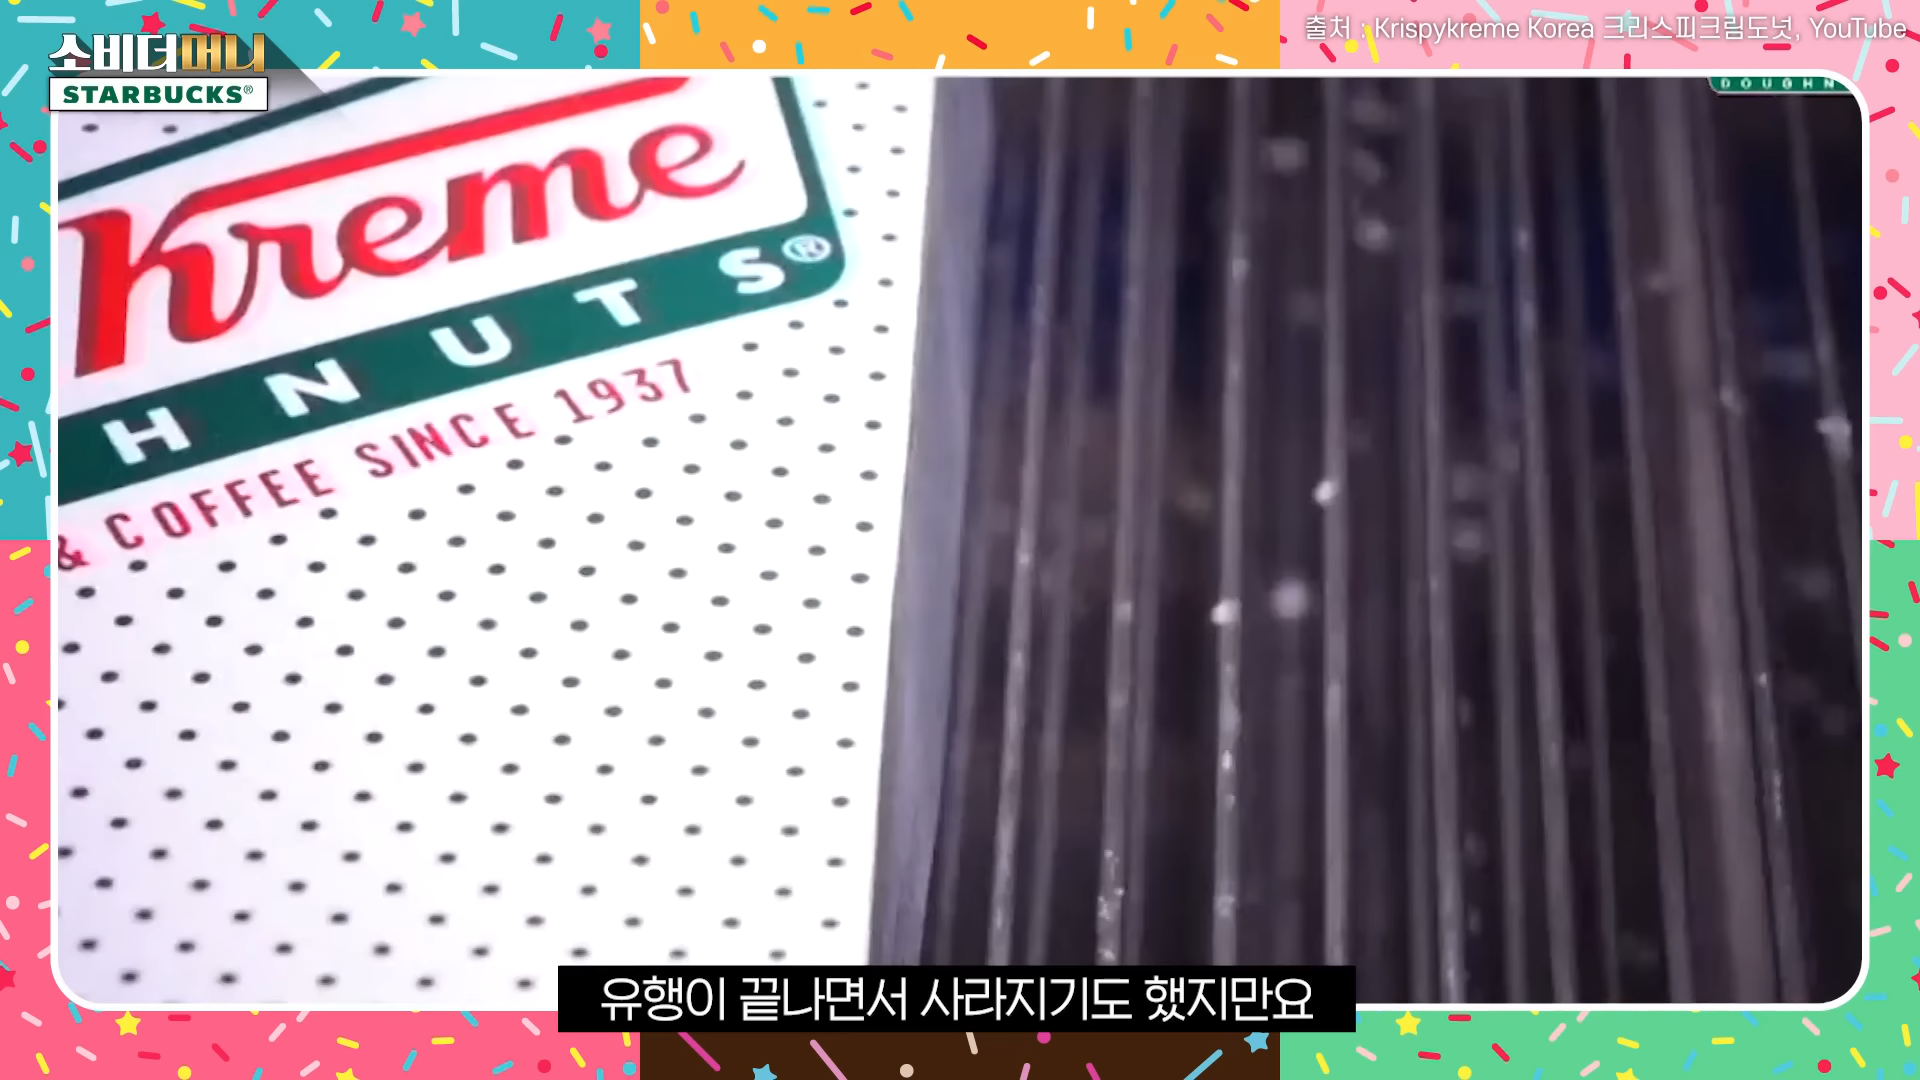 소비더머니
STARBUCKS®
출처 : Krispykreme Korea 크리스피크림도넛, YouTube
DOUGHN
Kreme
HNUTS®
& COFFEE SINCE 1937
유행이 끝나면서 사라지기도 했지만요